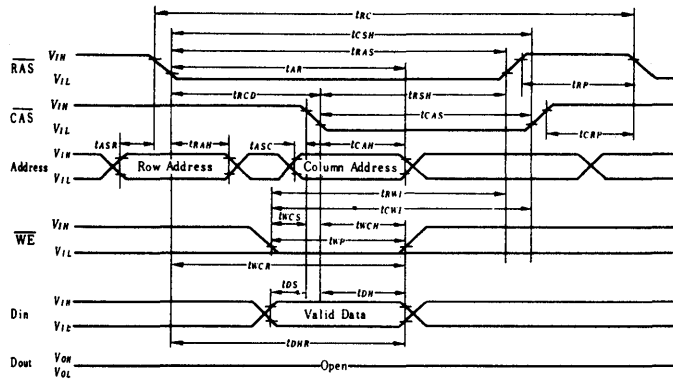 tRC
tCSH
tRAS
tAR
RAS VIH
VIL
tRP
tRCD tRSH
CAS VIH
VIL
tCAS
tCRP
tASR tRAH tASC tCAH
Address VIH
VIL
Row Address Column Address
tRWI
tCWI
tWCS tWCH
WE VIH
VIL
tWP
tWCR
tDS tDH
Din VIH
VIL
Valid Data
tDHR
Dout VOH
VOL
Open